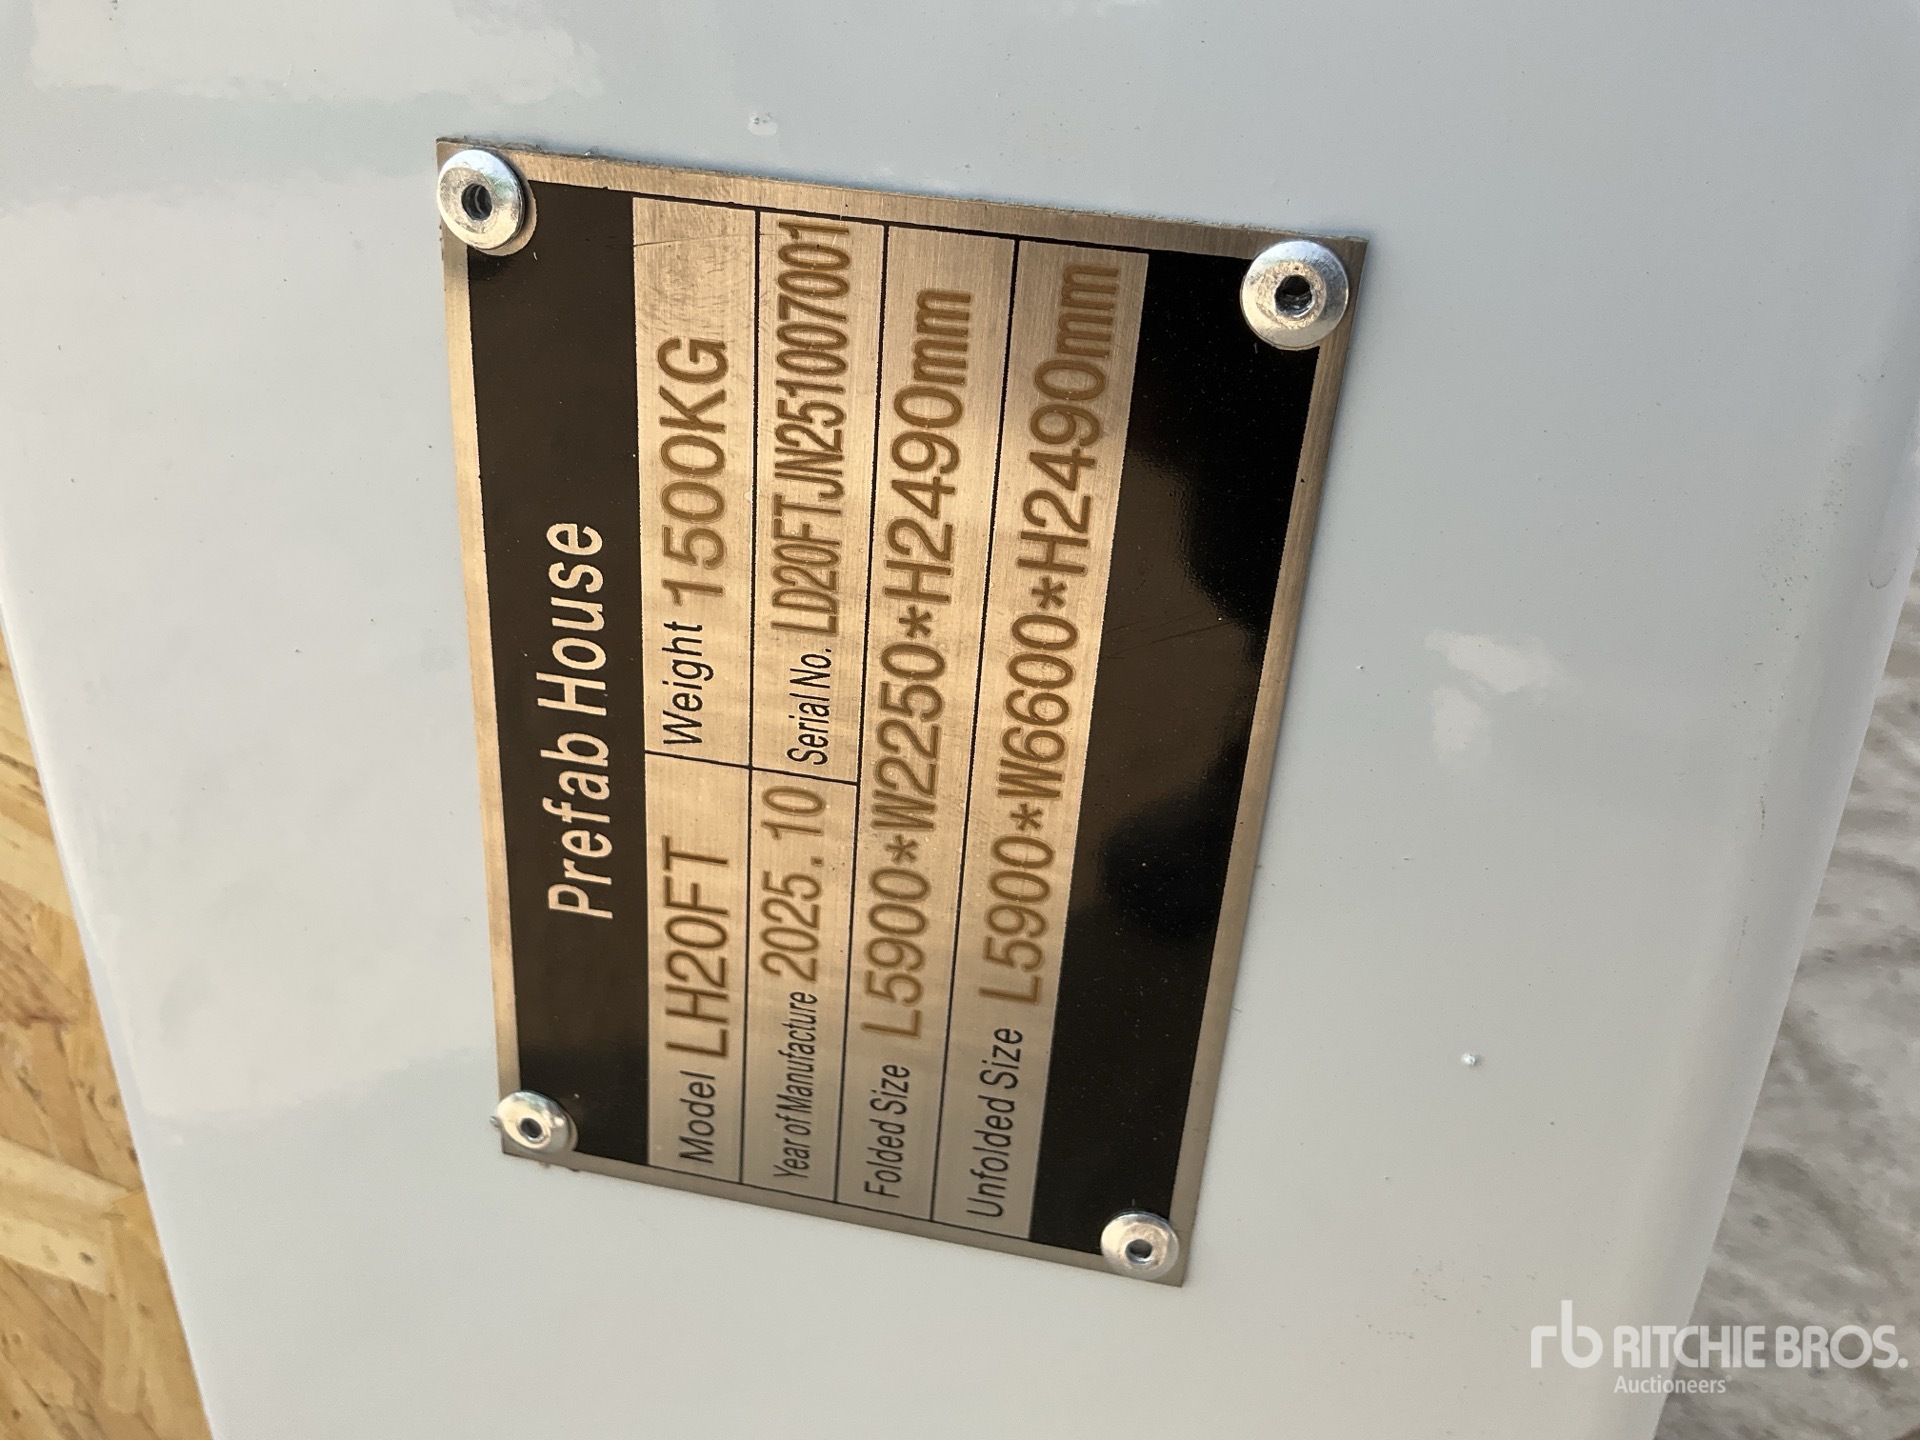 Prefab House
Model LH20FT Weight 1500KG
Year of Manufacture 2025.10 Serial No. LD20FTJN251007001
Folded Size L5900*W2250*H2490mm
Unfolded Size L5900*W6600*H2490mm
rb RITCHIE BROS.
Auctioneers